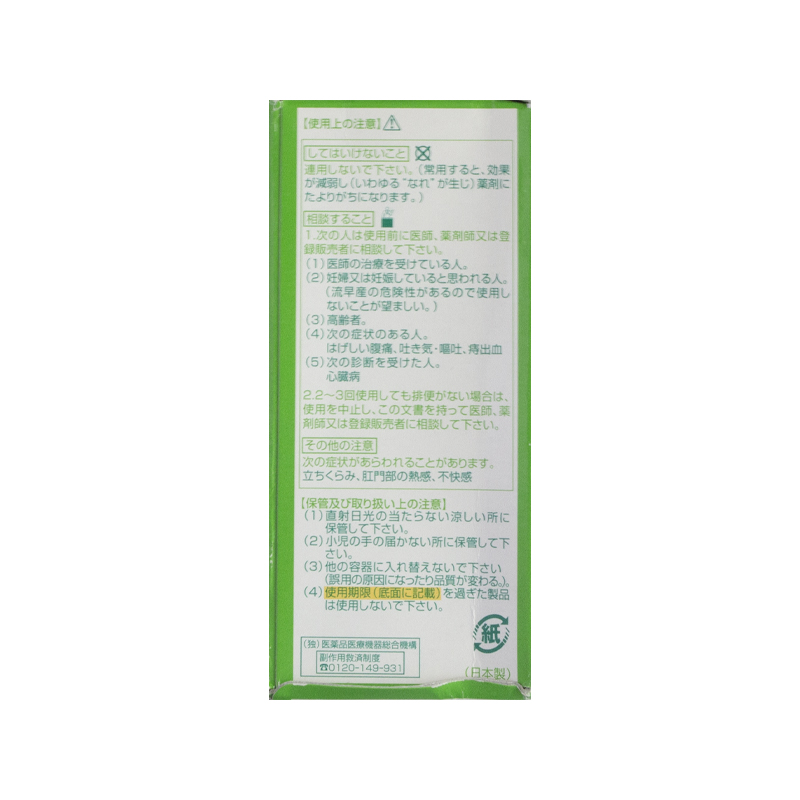 【使用上の注意】
してはいけないこと
連用しないで下さい。（常用すると、効果
が減弱し（いわゆる“なれ”が生じ）薬剤に
たよりがちになります。）
相談すること
1.次の人は使用前に医師、薬剤師又は登
録販売者に相談して下さい。
（1）医師の治療を受けている人。
（2）妊婦又は妊娠していると思われる人。
（流早産の危険性があるので使用し
ないことが望ましい。）
（3）高齢者。
（4）次の症状のある人。
はげしい腹痛、吐き気・嘔吐、痔出血
（5）次の診断を受けた人。
心臓病
2.2～3回使用しても排便がない場合は、
使用を中止し、この文書を持って医師、薬
剤師又は登録販売者に相談して下さい。
その他の注意
次の症状があらわれることがあります。
立ちくらみ、肛門部の熱感、不快感
【保管及び取り扱い上の注意】
（1）直射日光の当たらない涼しい所に
保管して下さい。
（2）小児の手の届かない所に保管して下
さい。
（3）他の容器に入れ替えないで下さい
（誤用の原因になったり品質が変わる。）。
（4）使用期限（底面に記載）を過ぎた製品
は使用しないで下さい。
（独）医薬品医療機器総合機構
副作用救済制度
☎0120-149-931
紙
（日本製）